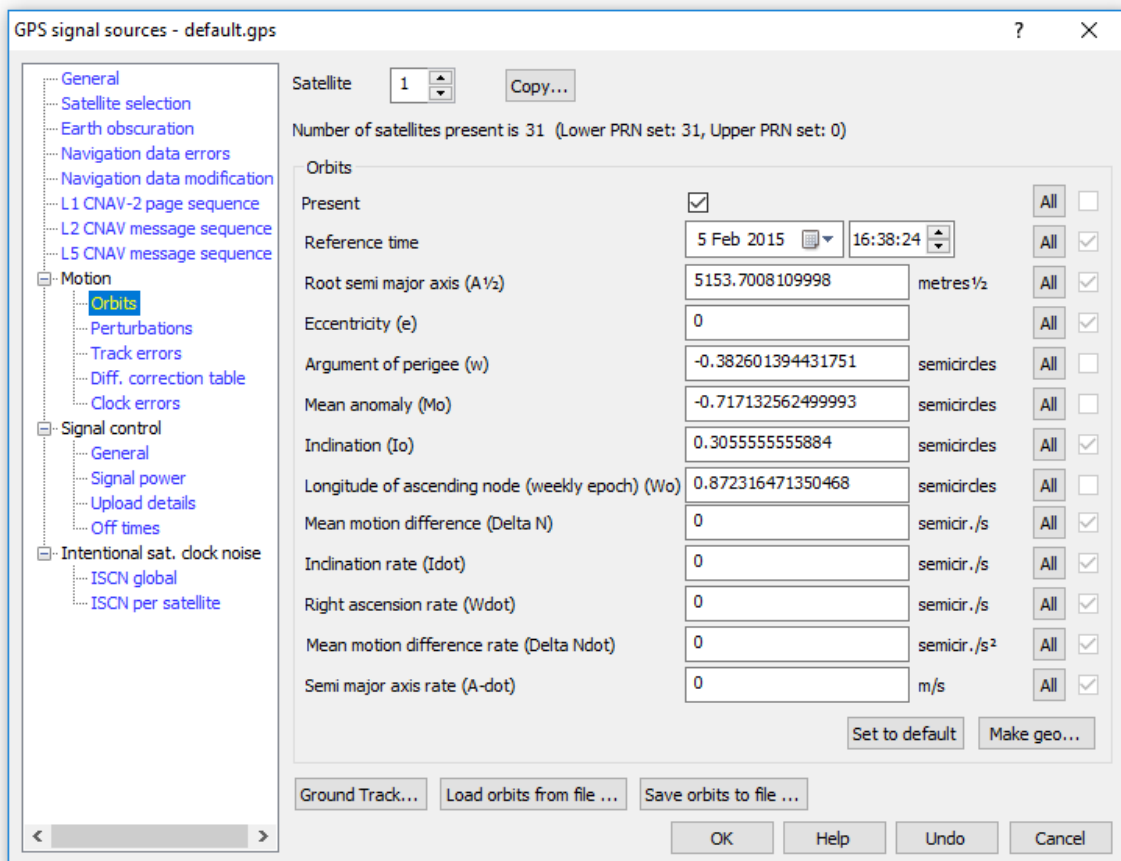 GPS signal sources - default.gps
?
General
Satellite selection
Earth obscuration
Navigation data errors
Navigation data modification
L1 CNAV-2 page sequence
L2 CNAV message sequence
L5 CNAV message sequence
Motion
Orbits
Perturbations
Track errors
Diff. correction table
Clock errors
Signal control
General
Signal power
Upload details
Off times
Intentional sat. clock noise
ISCN global
ISCN per satellite
Satellite 1 Copy...
Number of satellites present is 31 (Lower PRN set: 31, Upper PRN set: 0)
Orbits
Present All
Reference time 5 Feb 2015 16:38:24 All
Root semi major axis (A½) 5153.7008109998 metres½ All
Eccentricity (e) 0 All
Argument of perigee (w) -0.382601394431751 semicircles All
Mean anomaly (Mo) -0.717132562499993 semicircles All
Inclination (Io) 0.3055555555884 semicircles All
Longitude of ascending node (weekly epoch) (Wo) 0.872316471350468 semicircles All
Mean motion difference (Delta N) 0 semicir./s All
Inclination rate (Idot) 0 semicir./s All
Right ascension rate (Wdot) 0 semicir./s All
Mean motion difference rate (Delta Ndot) 0 semicir./s² All
Semi major axis rate (A-dot) 0 m/s All
Set to default Make geo...
Ground Track... Load orbits from file ... Save orbits to file ...
OK Help Undo Cancel